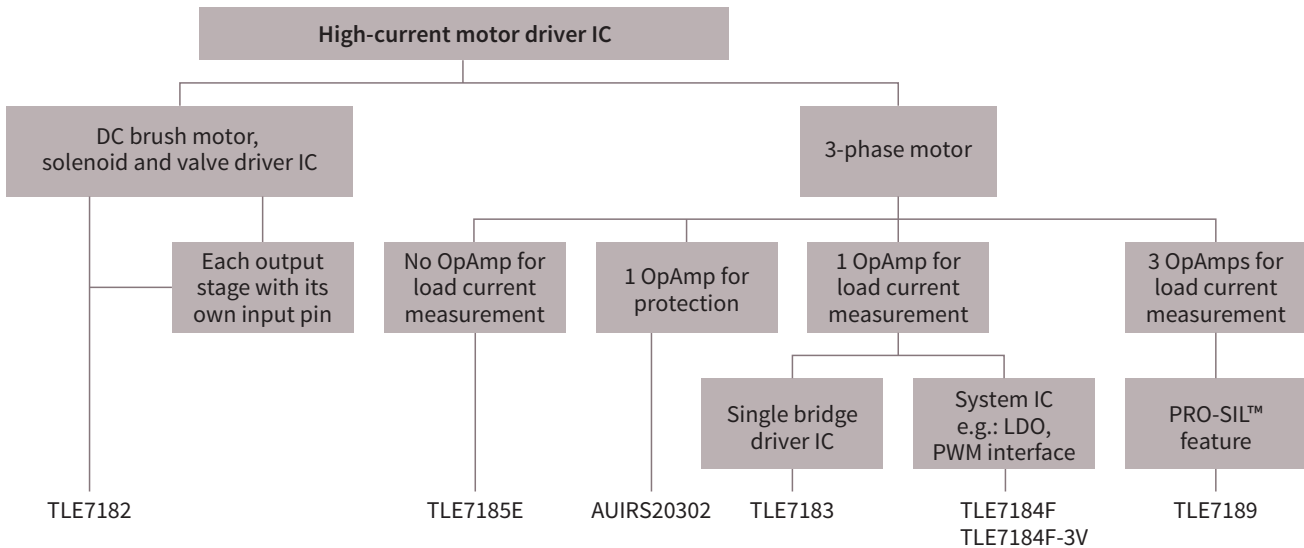 High-current motor driver IC
DC brush motor,
solenoid and valve driver IC
3-phase motor
Each output
stage with its
own input pin
No OpAmp for
load current
measurement
1 OpAmp for
protection
1 OpAmp for
load current
measurement
3 OpAmps for
load current
measurement
Single bridge
driver IC
System IC
e.g.: LDO,
PWM interface
PRO-SIL™
feature
TLE7182
TLE7185E
AUIRS20302
TLE7183
TLE7184F
TLE7184F-3V
TLE7189